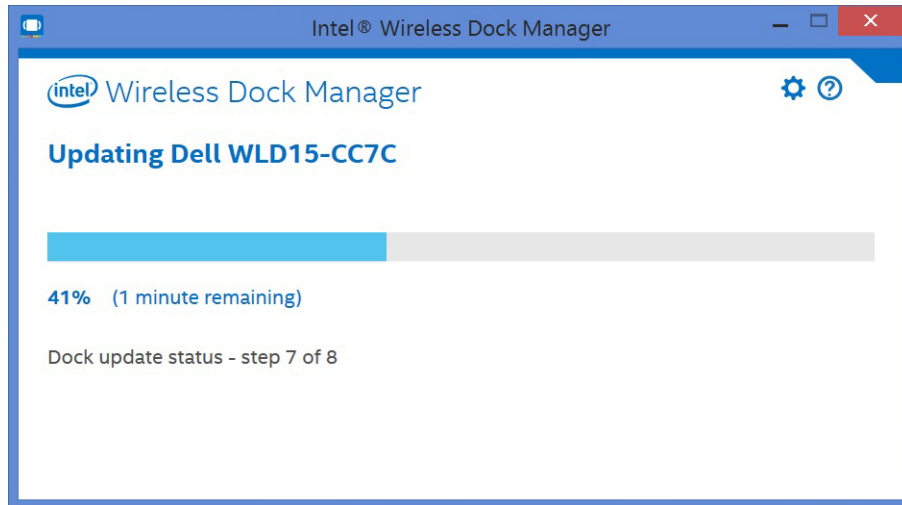 Intel® Wireless Dock Manager
intel Wireless Dock Manager
Updating Dell WLD15-CC7C
41% (1 minute remaining)
Dock update status - step 7 of 8